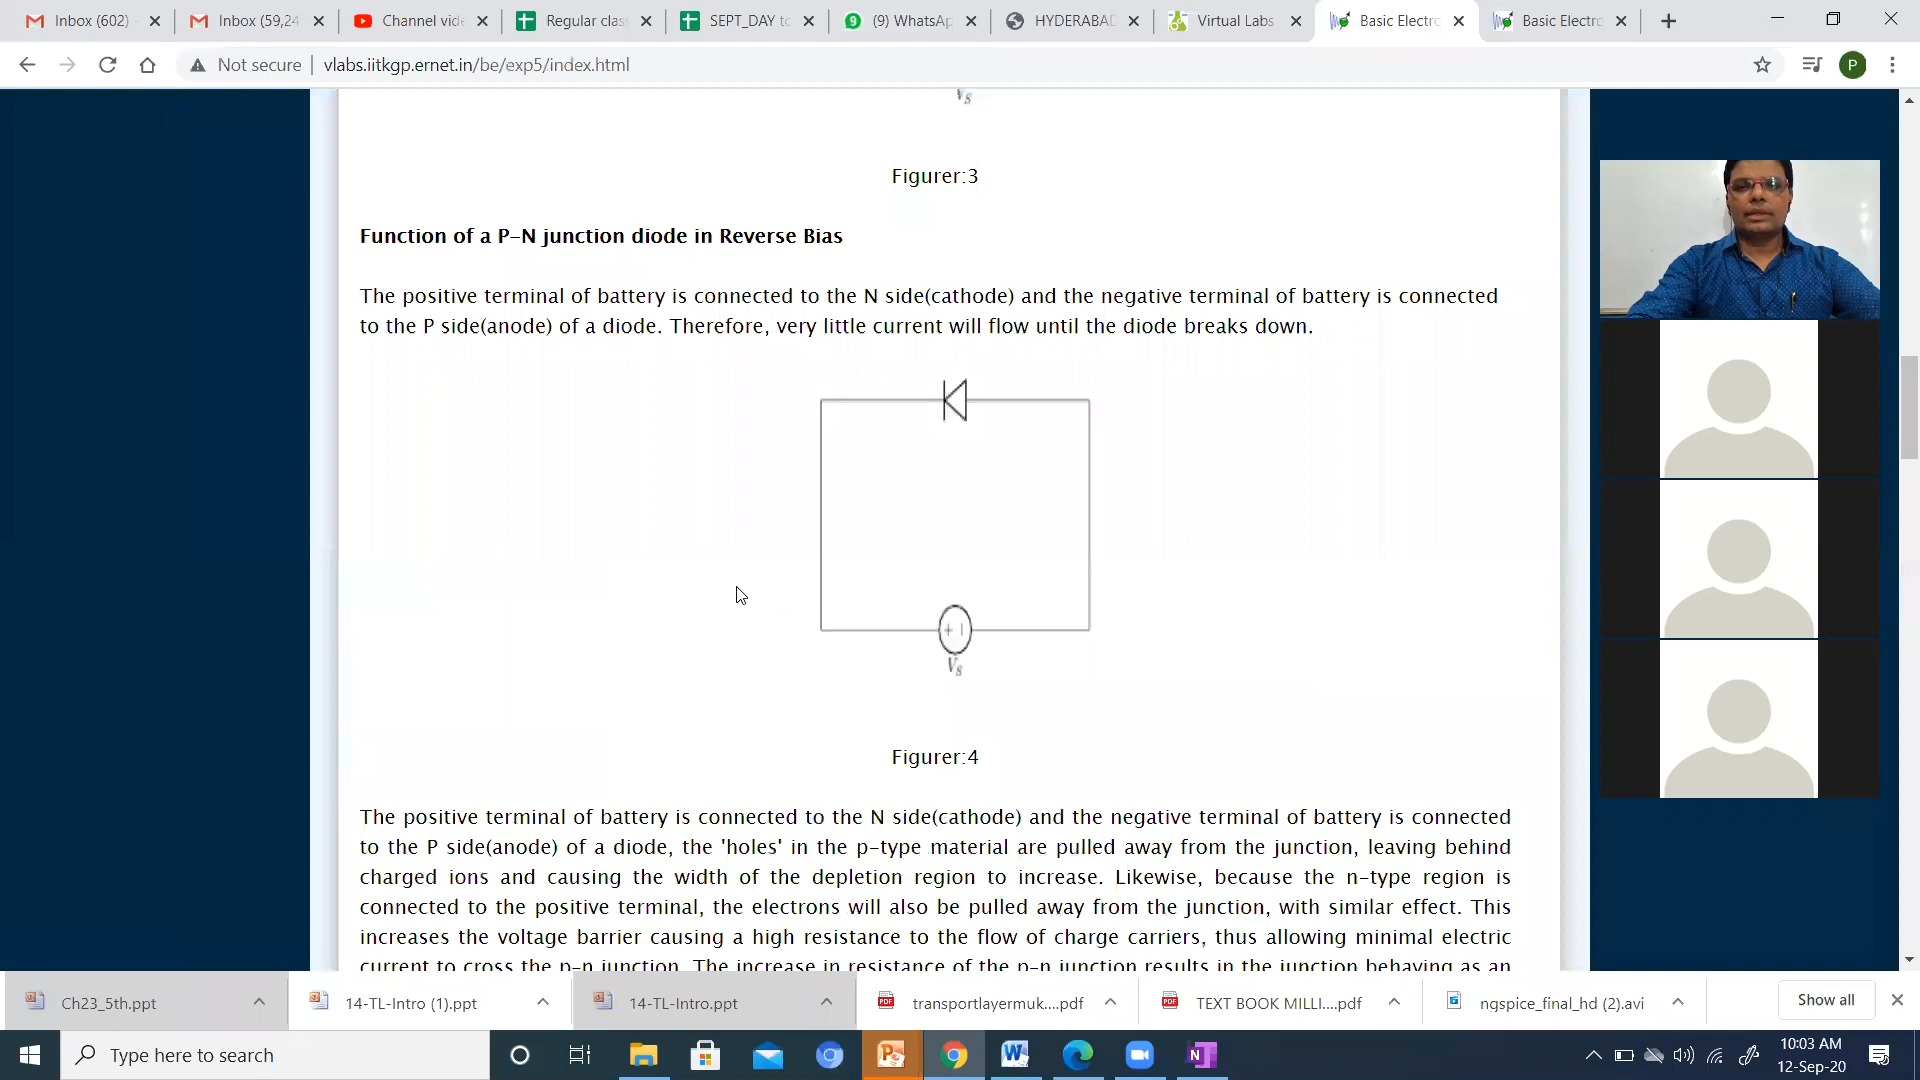 Inbox (602)
Inbox (59,24
Channel vide
Regular clas
SEPT_DAY to
9
(9) WhatsAp
HYDERABAD
Virtual Labs
Basic Electro
Basic Electro
Not secure
vlabs.iitkgp.ernet.in/be/exp5/index.html
P
Vs
Figurer:3
Function of a P-N junction diode in Reverse Bias
The positive terminal of battery is connected to the N side(cathode) and the negative terminal of battery is connected
to the P side(anode) of a diode. Therefore, very little current will flow until the diode breaks down.
Vs
Figurer:4
The positive terminal of battery is connected to the N side(cathode) and the negative terminal of battery is connected
to the P side(anode) of a diode, the 'holes' in the p-type material are pulled away from the junction, leaving behind
charged ions and causing the width of the depletion region to increase. Likewise, because the n-type region is
connected to the positive terminal, the electrons will also be pulled away from the junction, with similar effect. This
increases the voltage barrier causing a high resistance to the flow of charge carriers, thus allowing minimal electric
current to cross the p-n junction. The increase in resistance of the p-n junction results in the junction behaving as an
Ch23_5th.ppt
14-TL-Intro (1).ppt
14-TL-Intro.ppt
transportlayermuk....pdf
TEXT BOOK MILLI....pdf
ngspice_final_hd (2).avi
Show all
Type here to search
10:03 AM
12-Sep-20